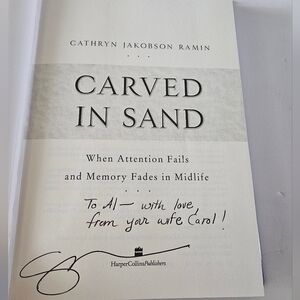 CATHRYN JAKOBSON RAMIN
CARVED
IN SAND
When Attention Fails
and Memory Fades in Midlife
To Al — with love,
from your wife Carol!
HarperCollinsPublishers